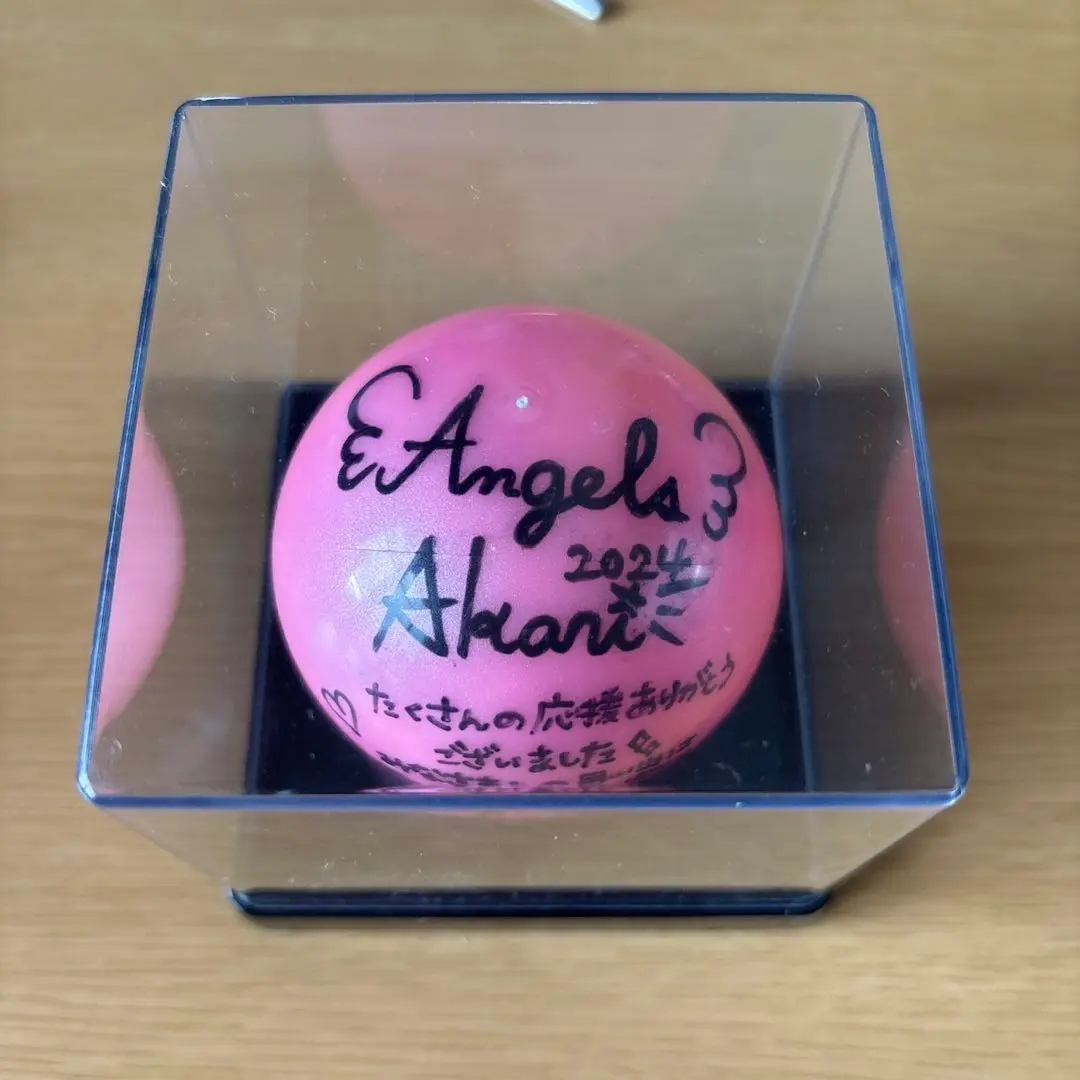 Angels
2024
Akari
たくさんの応援ありがとう
ございました